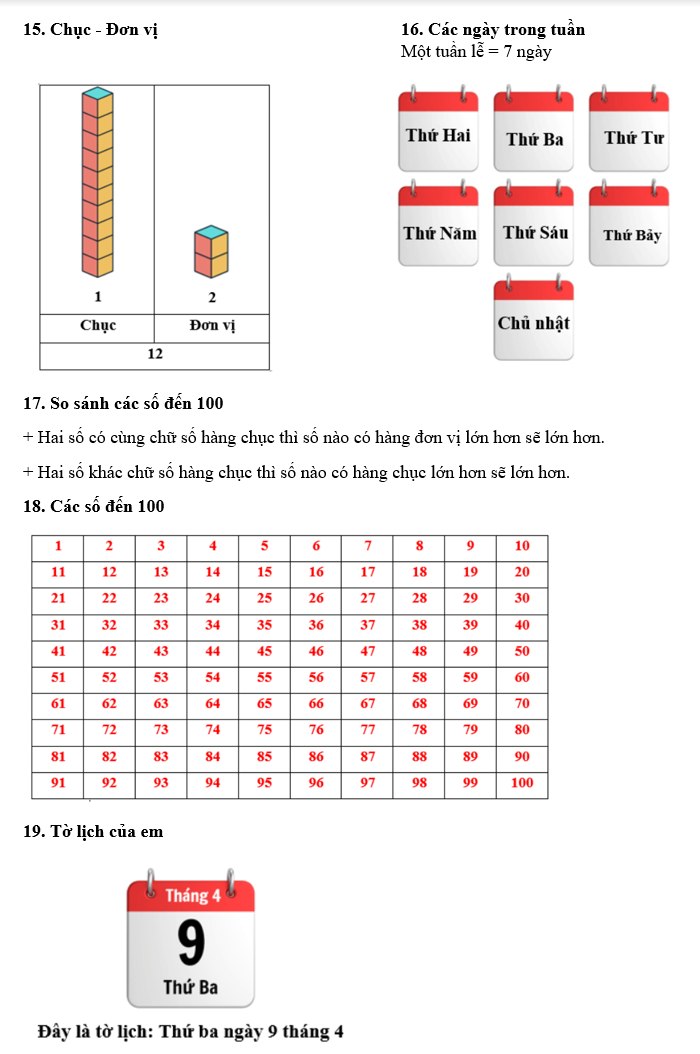 15. Chục - Đơn vị
1 2
Chục Đơn vị
12
16. Các ngày trong tuần
Một tuần lễ = 7 ngày
Thứ Hai Thứ Ba Thứ Tư
Thứ Năm Thứ Sáu Thứ Bảy
Chủ nhật
17. So sánh các số đến 100
+ Hai số có cùng chữ số hàng chục thì số nào có hàng đơn vị lớn hơn sẽ lớn hơn.
+ Hai số khác chữ số hàng chục thì số nào có hàng chục lớn hơn sẽ lớn hơn.
18. Các số đến 100
1 2 3 4 5 6 7 8 9 10
11 12 13 14 15 16 17 18 19 20
21 22 23 24 25 26 27 28 29 30
31 32 33 34 35 36 37 38 39 40
41 42 43 44 45 46 47 48 49 50
51 52 53 54 55 56 57 58 59 60
61 62 63 64 65 66 67 68 69 70
71 72 73 74 75 76 77 78 79 80
81 82 83 84 85 86 87 88 89 90
91 92 93 94 95 96 97 98 99 100
19. Tờ lịch của em
Tháng 4
9
Thứ Ba
Đây là tờ lịch: Thứ ba ngày 9 tháng 4